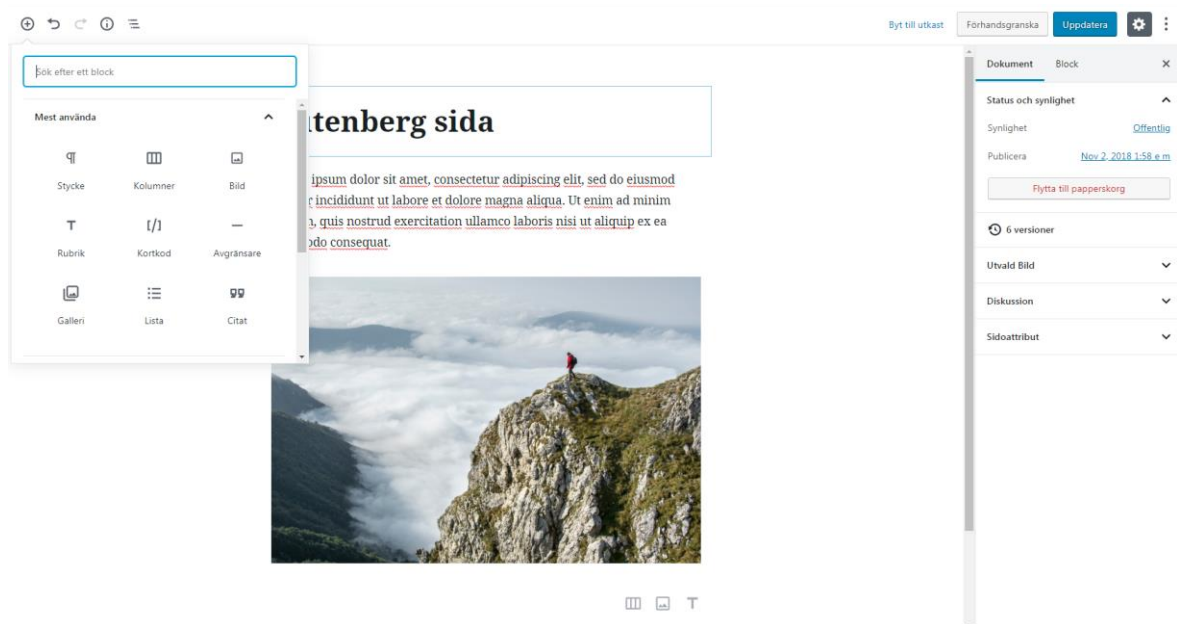 Byt till utkast
Förhandsgranska
Uppdatera
Sök efter ett block
Mest använda
Stycke
Kolumner
Bild
Rubrik
Kortkod
Avgränsare
Galleri
Lista
Citat
tenberg sida
ipsum dolor sit amet, consectetur adipiscing elit, sed do eiusmod
incididunt ut labore et dolore magna aliqua. Ut enim ad minim
quis nostrud exercitation ullamco laboris nisi ut aliquip ex ea
consequat.
Dokument
Block
Status och synlighet
Synlighet
Offentlig
Publicera
Nov 2, 2018 1:58 e m
Flytta till papperskorg
6 versioner
Utvald Bild
Diskussion
Sidoattribut